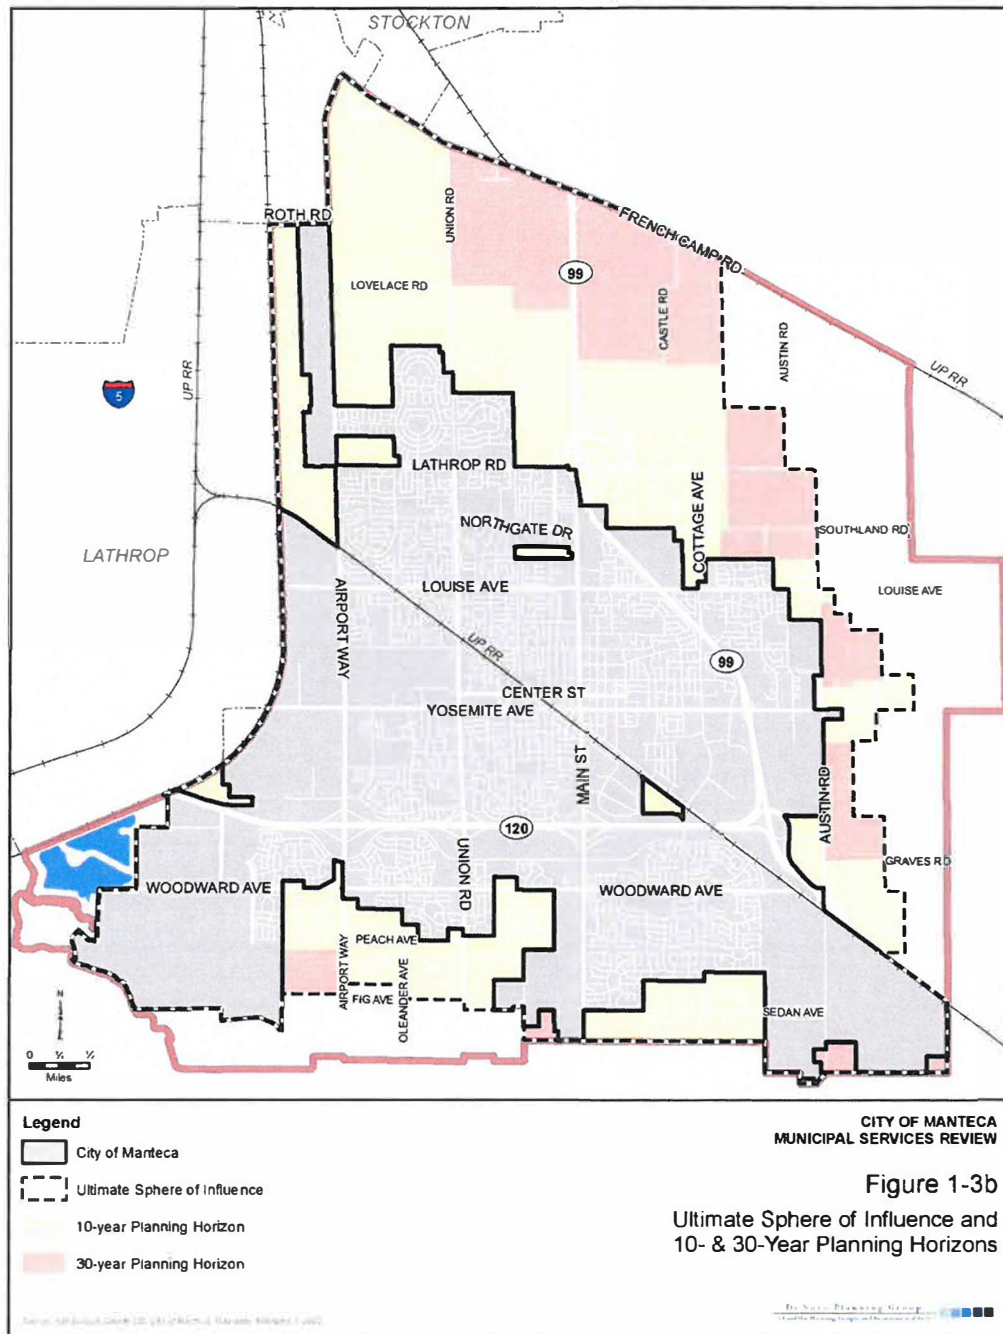 STOCKTON
ROTH RD
UNION RD
FRENCH CAMP RD
99
LOVELACE RD
CASTLE RD
AUSTIN RD
UP RR
UP RR
5
LATHROP RD
COTTAGE AVE
NORTHGATE DR
SOUTHLAND RD
LATHROP
LOUISE AVE
LOUISE AVE
AIRPORT WAY
UP RR
99
CENTER ST
YOSEMITE AVE
MAIN ST
AUSTIN RD
120
UNION RD
GRAVES RD
WOODWARD AVE
WOODWARD AVE
PEACH AVE
AIRPORT WAY
OLEANDER AVE
FIG AVE
SEDAN AVE
N
0 ¼ ½
Miles
Legend
City of Manteca
Ultimate Sphere of Influence
10-year Planning Horizon
30-year Planning Horizon
CITY OF MANTECA
MUNICIPAL SERVICES REVIEW
Figure 1-3b
Ultimate Sphere of Influence and
10- & 30-Year Planning Horizons
De Novo Planning Group